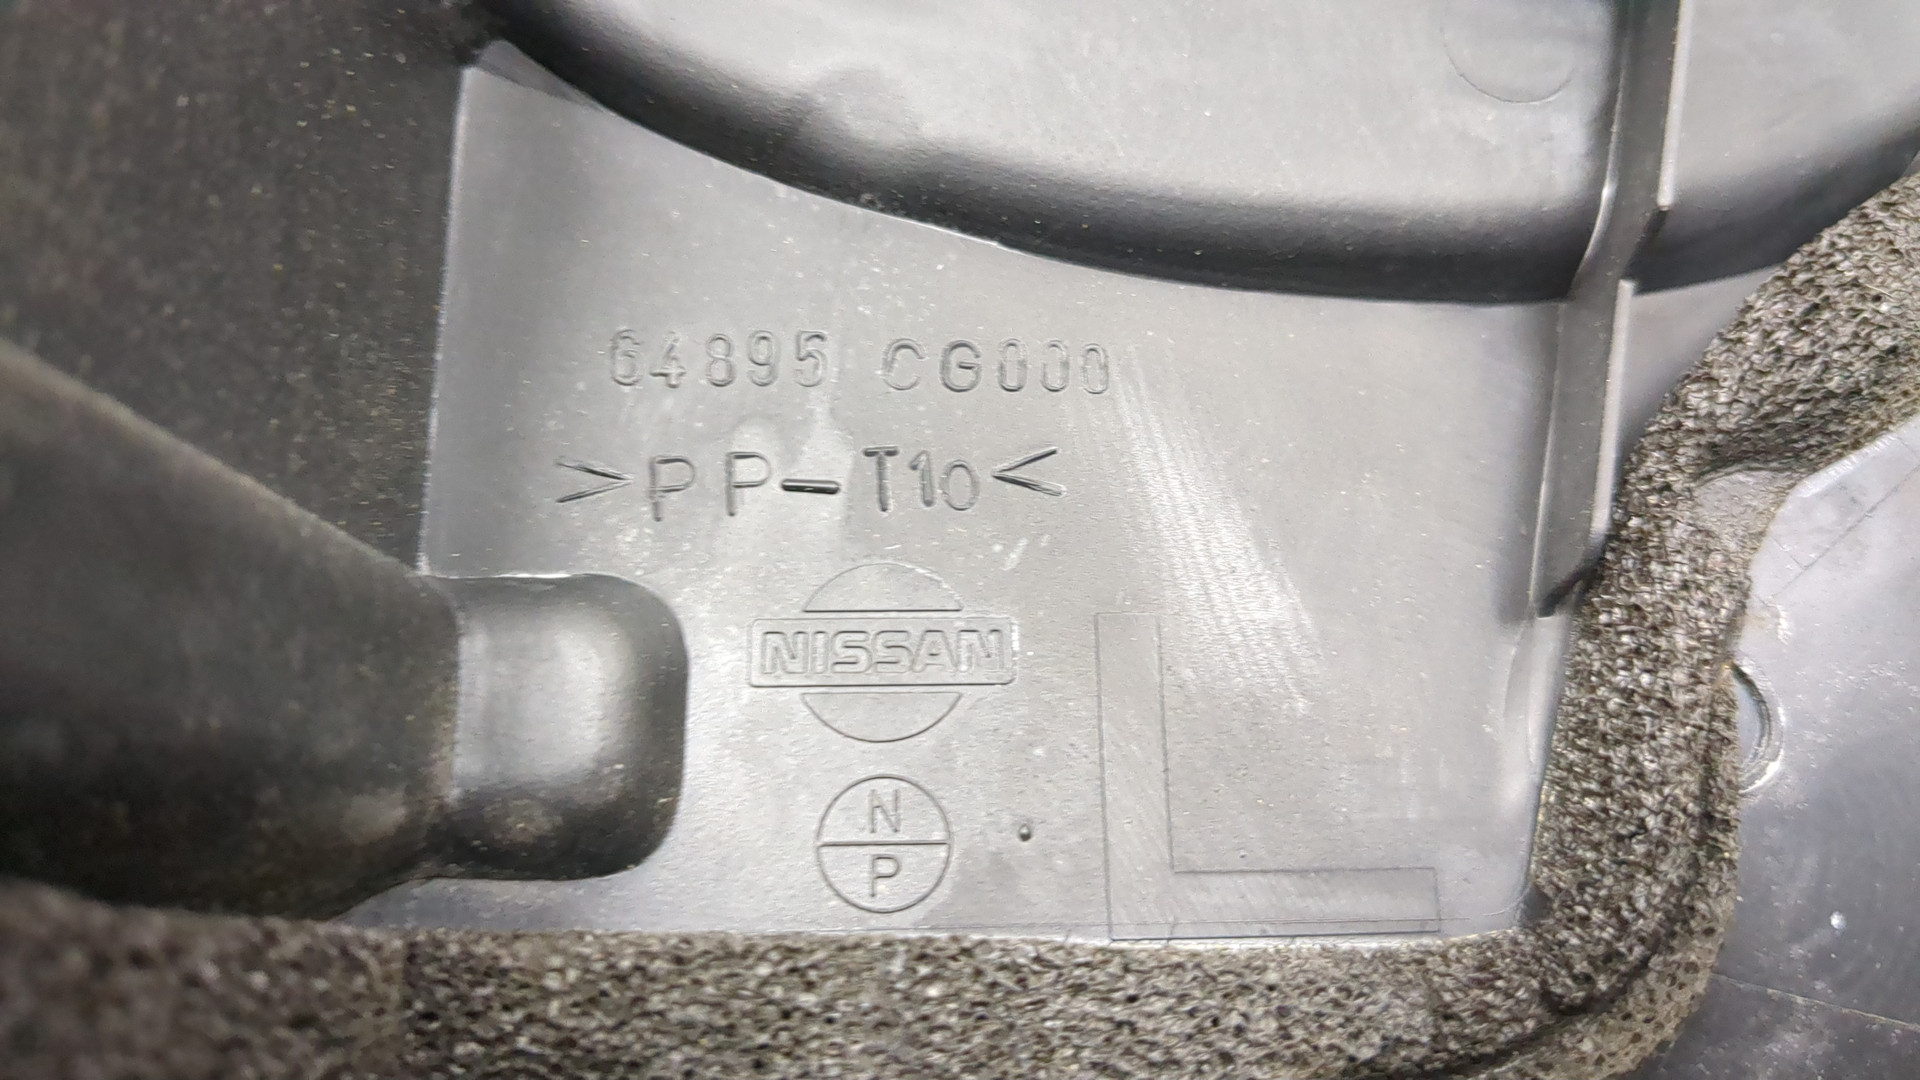 64895 CG000
>PP-T10<
NISSAN
N
P
L